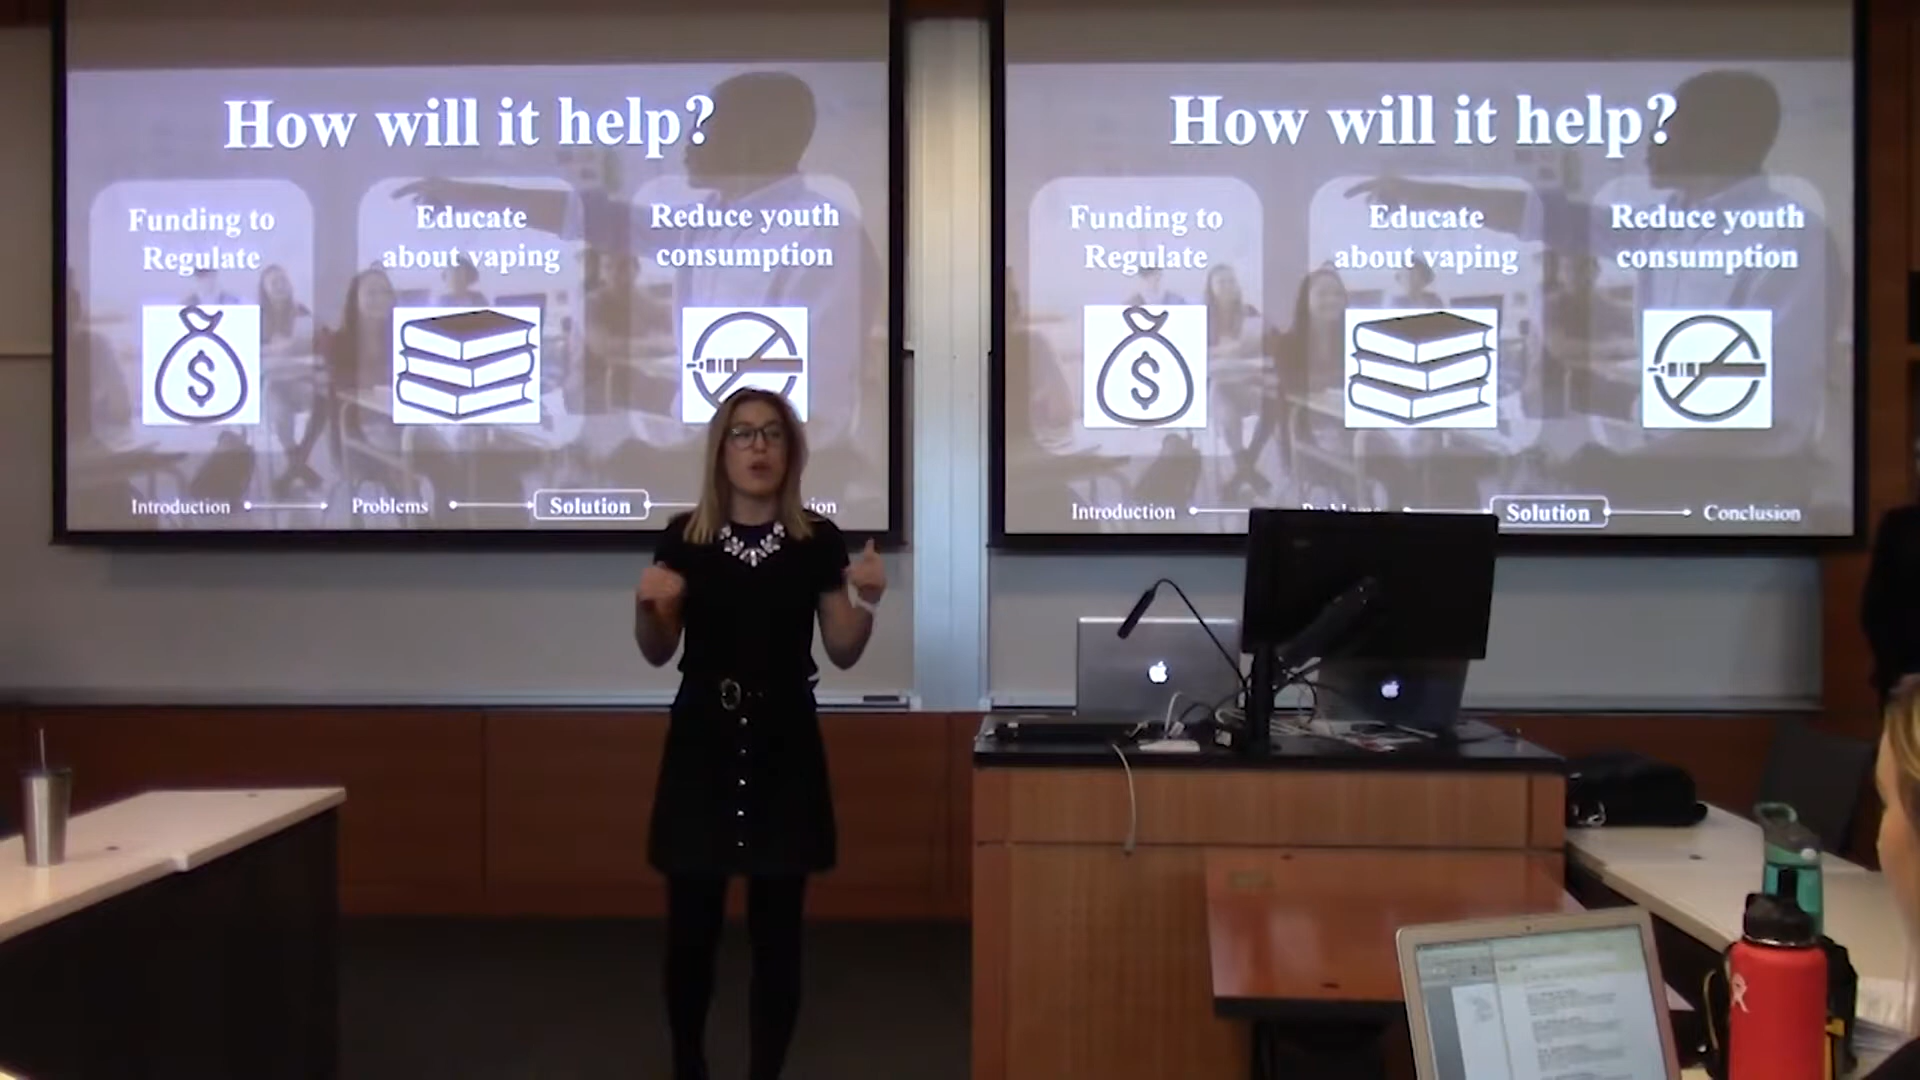 How will it help?
Funding to
Regulate
Educate
about vaping
Reduce youth
consumption
$
Introduction
Problems
Solution
How will it help?
Funding to
Regulate
Educate
about vaping
Reduce youth
consumption
$
Introduction
Problems
Solution
Conclusion